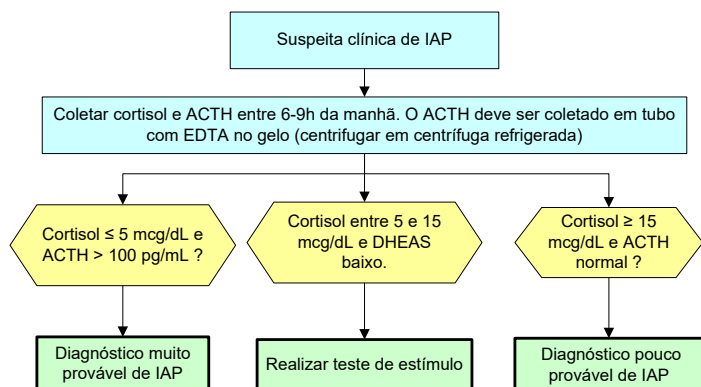 Suspeita clínica de IAP
Coletar cortisol e ACTH entre 6-9h da manhã. O ACTH deve ser coletado em tubo
com EDTA no gelo (centrifugar em centrífuga refrigerada)
Cortisol ≤ 5 mcg/dL e
ACTH > 100 pg/mL ?
Cortisol entre 5 e 15
mcg/dL e DHEAS
baixo.
Cortisol ≥ 15
mcg/dL e ACTH
normal ?
Diagnóstico muito
provável de IAP
Realizar teste de estímulo
Diagnóstico pouco
provável de IAP